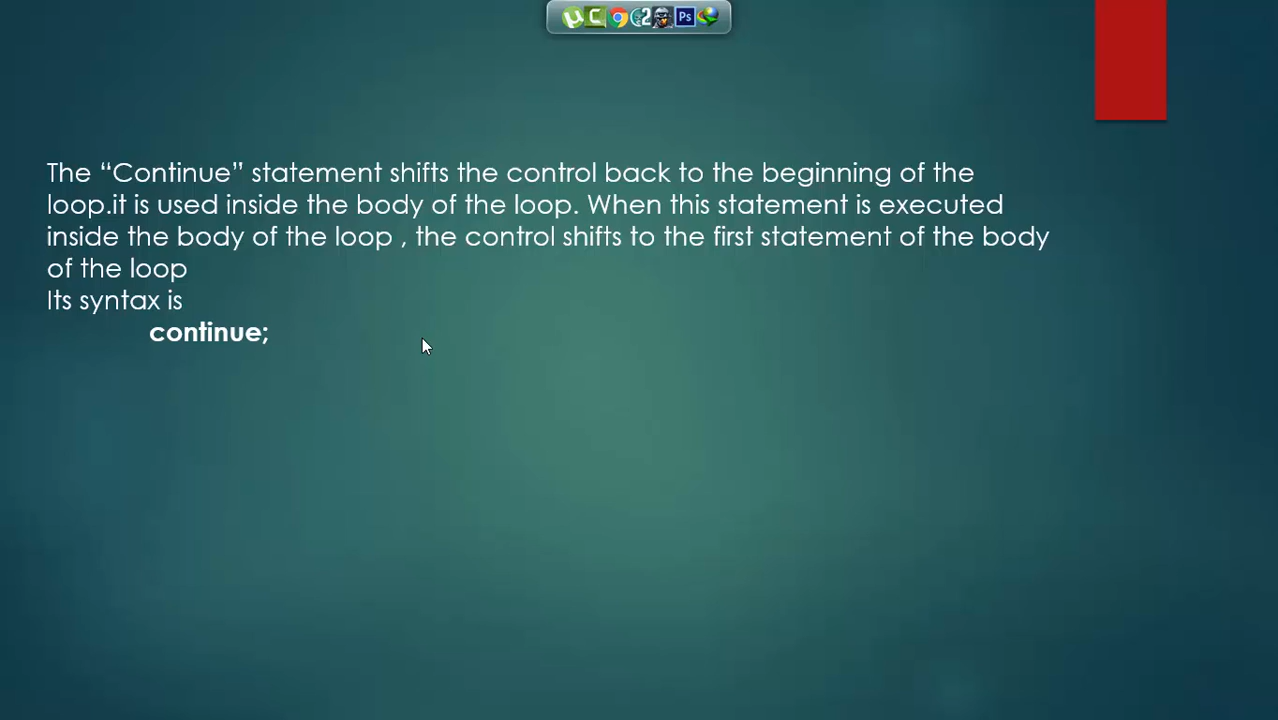 The “Continue” statement shifts the control back to the beginning of the
loop.it is used inside the body of the loop. When this statement is executed
inside the body of the loop , the control shifts to the first statement of the body
of the loop
Its syntax is
continue;
Ps